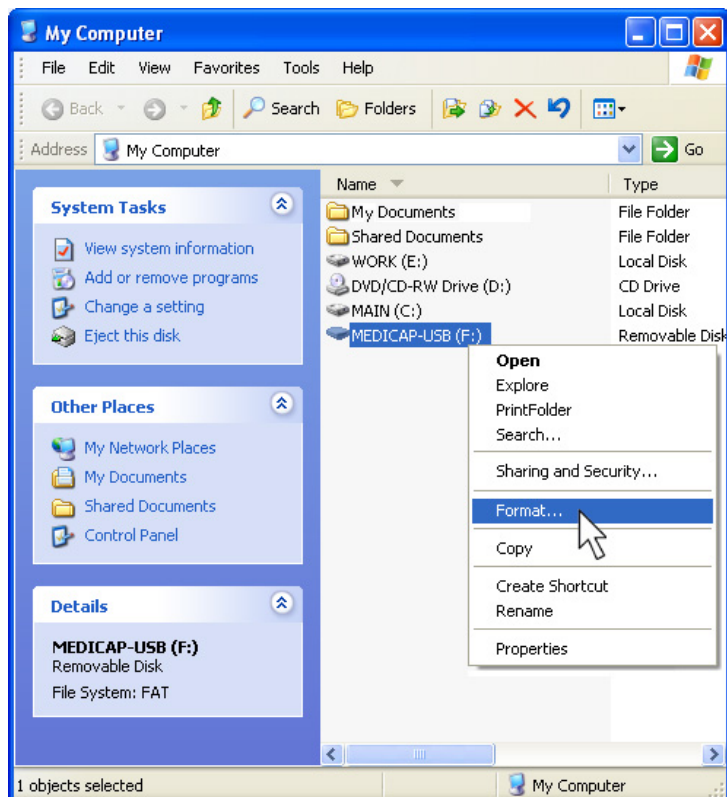 My Computer
File Edit View Favorites Tools Help
Back Search Folders
Address My Computer Go
System Tasks
View system information
Add or remove programs
Change a setting
Eject this disk
Other Places
My Network Places
My Documents
Shared Documents
Control Panel
Details
MEDICAP-USB (F:)
Removable Disk
File System: FAT
Name Type
My Documents File Folder
Shared Documents File Folder
WORK (E:) Local Disk
DVD/CD-RW Drive (D:) CD Drive
MAIN (C:) Local Disk
MEDICAP-USB (F:) Removable Disk
Open
Explore
PrintFolder
Search...
Sharing and Security...
Format...
Copy
Create Shortcut
Rename
Properties
1 objects selected My Computer